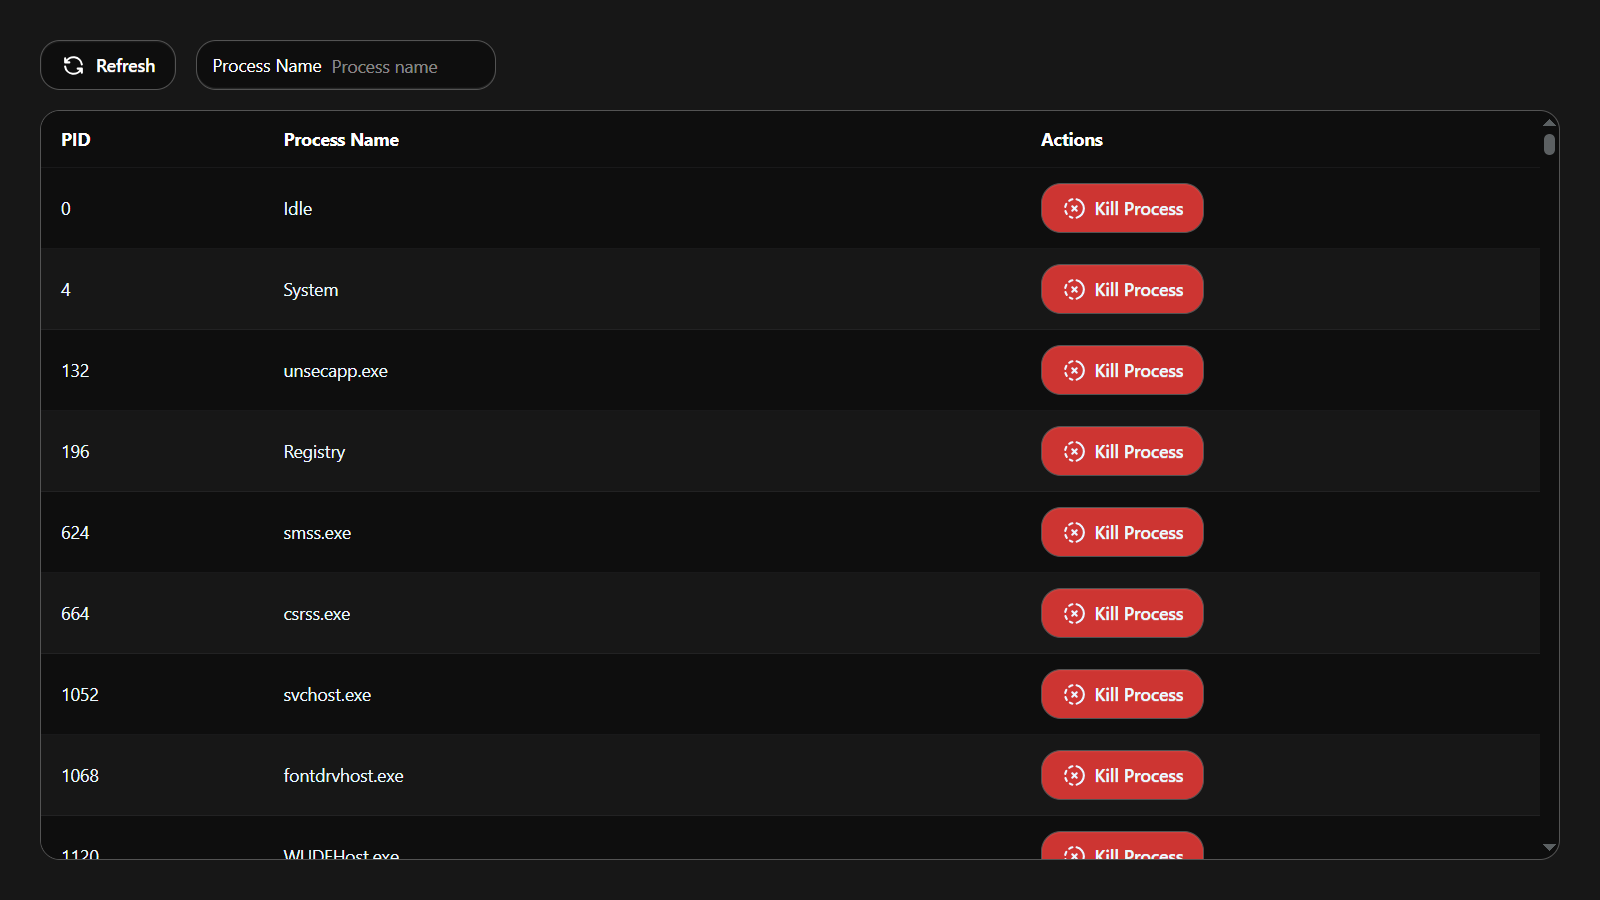 Refresh
Process Name Process name
PID Process Name Actions
0 Idle Kill Process
4 System Kill Process
132 unsecapp.exe Kill Process
196 Registry Kill Process
624 smss.exe Kill Process
664 csrss.exe Kill Process
1052 svchost.exe Kill Process
1068 fontdrvhost.exe Kill Process
1120 WUDFHost.exe Kill Process